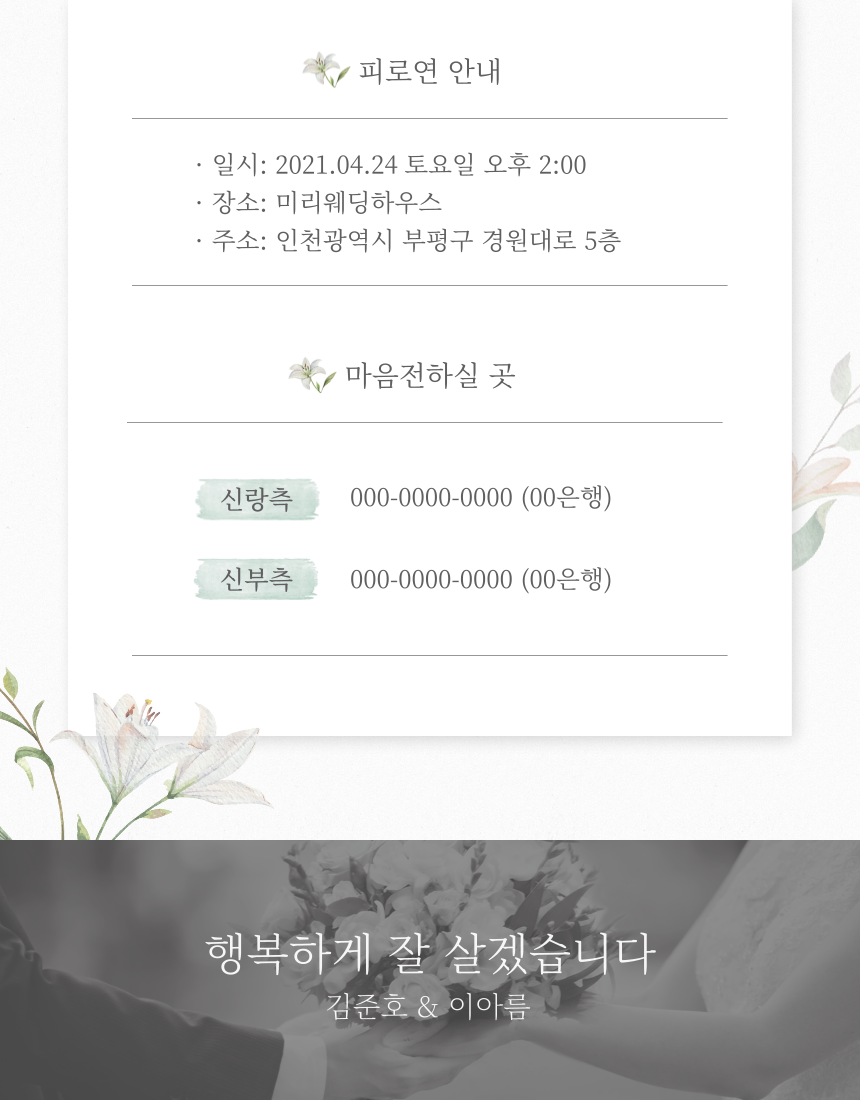 피로연 안내
· 일시: 2021.04.24 토요일 오후 2:00
· 장소: 미리웨딩하우스
· 주소: 인천광역시 부평구 경원대로 5층
마음전하실 곳
신랑측 000-0000-0000 (00은행)
신부측 000-0000-0000 (00은행)
행복하게 잘 살겠습니다
김준호 & 이아름